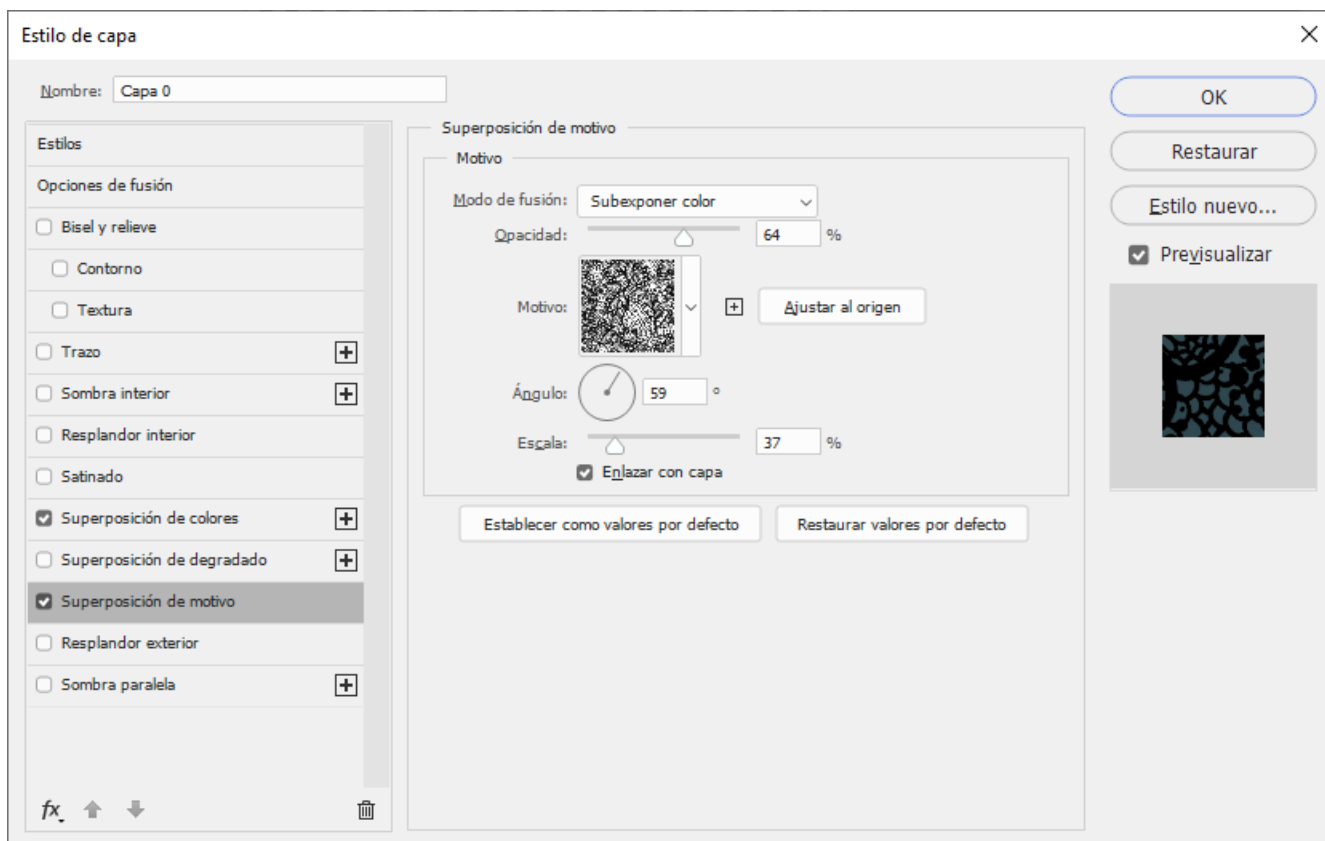 Estilo de capa
Nombre: Capa 0
Estilos
Opciones de fusión
Bisel y relieve
Contorno
Textura
Trazo
Sombra interior
Resplandor interior
Satinado
Superposición de colores
Superposición de degradado
Superposición de motivo
Resplandor exterior
Sombra paralela
fx
Superposición de motivo
Motivo
Modo de fusión: Subexponer color
Opacidad: 64 %
Motivo: Ajustar al origen
Ángulo: 59 °
Escala: 37 %
Enlazar con capa
Establecer como valores por defecto Restaurar valores por defecto
OK
Restaurar
Estilo nuevo...
Previsualizar